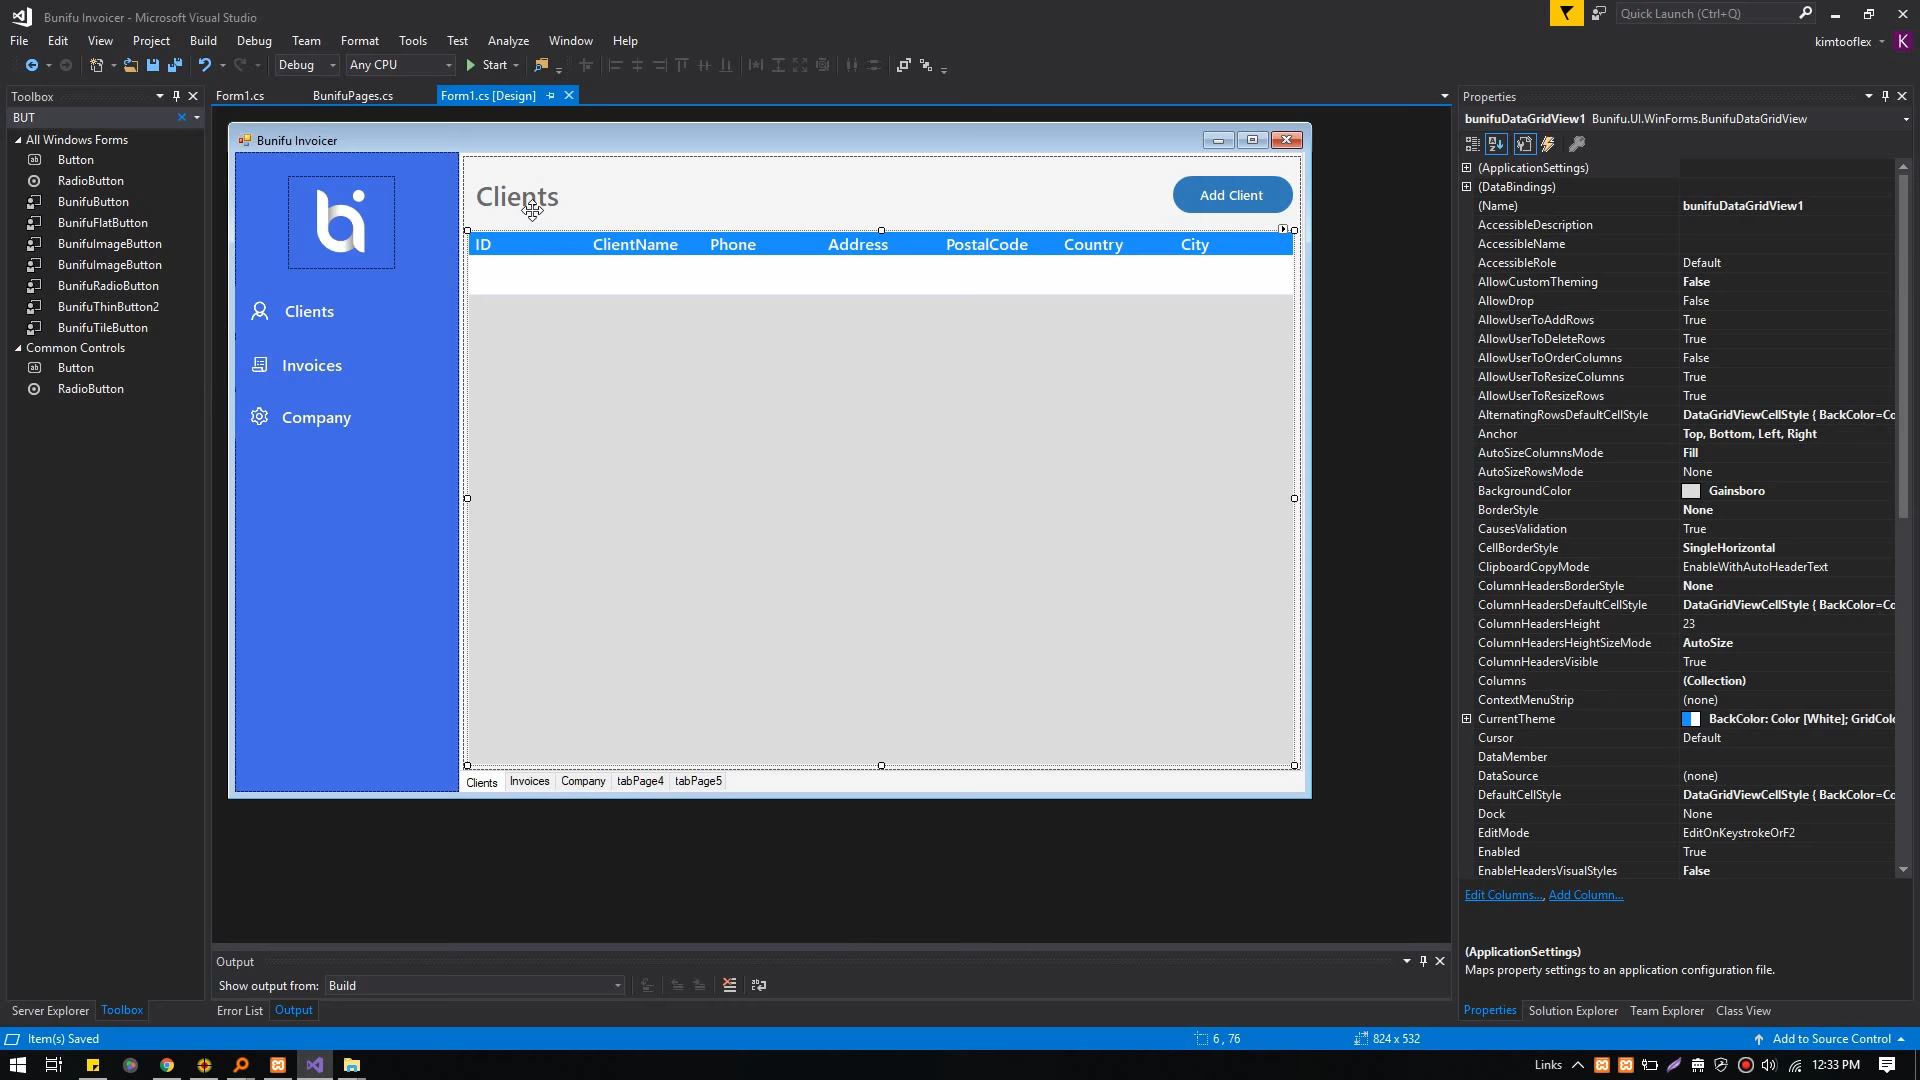 Bunifu Invoicer - Microsoft Visual Studio
Quick Launch (Ctrl+Q)
File Edit View Project Build Debug Team Format Tools Test Analyze Window Help
kimtooflex K
Debug Any CPU Start
Toolbox
BUT
All Windows Forms
Button
RadioButton
BunifuButton
BunifuFlatButton
BunifuImageButton
BunifuImageButton
BunifuRadioButton
BunifuThinButton2
BunifuTileButton
Common Controls
Button
RadioButton
Server Explorer Toolbox
Form1.cs BunifuPages.cs Form1.cs [Design]
Bunifu Invoicer
Clients
Invoices
Company
Clients
Add Client
ID ClientName Phone Address PostalCode Country City
Clients Invoices Company tabPage4 tabPage5
Output
Show output from: Build
Error List Output
Properties
bunifuDataGridView1 Bunifu.UI.WinForms.BunifuDataGridView
(ApplicationSettings)
(DataBindings)
(Name) bunifuDataGridView1
AccessibleDescription
AccessibleName
AccessibleRole Default
AllowCustomTheming False
AllowDrop False
AllowUserToAddRows True
AllowUserToDeleteRows True
AllowUserToOrderColumns False
AllowUserToResizeColumns True
AllowUserToResizeRows True
AlternatingRowsDefaultCellStyle DataGridViewCellStyle { BackColor=Co
Anchor Top, Bottom, Left, Right
AutoSizeColumnsMode Fill
AutoSizeRowsMode None
BackgroundColor Gainsboro
BorderStyle None
CausesValidation True
CellBorderStyle SingleHorizontal
ClipboardCopyMode EnableWithAutoHeaderText
ColumnHeadersBorderStyle None
ColumnHeadersDefaultCellStyle DataGridViewCellStyle { BackColor=Co
ColumnHeadersHeight 23
ColumnHeadersHeightSizeMode AutoSize
ColumnHeadersVisible True
Columns (Collection)
ContextMenuStrip (none)
CurrentTheme BackColor: Color [White]; GridColo
Cursor Default
DataMember
DataSource (none)
DefaultCellStyle DataGridViewCellStyle { BackColor=Co
Dock None
EditMode EditOnKeystrokeOrF2
Enabled True
EnableHeadersVisualStyles False
Edit Columns..., Add Column...
(ApplicationSettings)
Maps property settings to an application configuration file.
Properties Solution Explorer Team Explorer Class View
Item(s) Saved 6 , 76 824 x 532 Add to Source Control
Links 12:33 PM